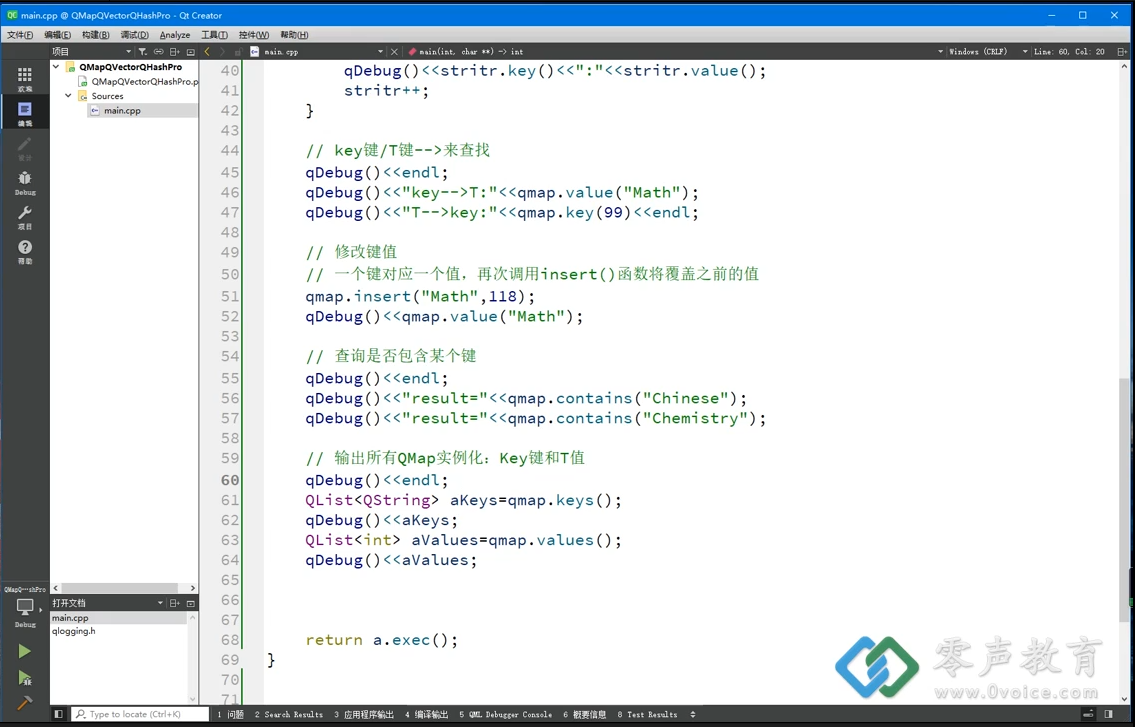 main.cpp @ QMapQVectorQHashPro - Qt Creator
文件(F) 编辑(E) 构建(B) 调试(D) Analyze 工具(T) 控件(W) 帮助(H)
项目 main.cpp main(int, char **) -> int Windows (CRLF) Line: 60, Col: 20
QMapQVectorQHashPro
QMapQVectorQHashPro.p
Sources
main.cpp
欢迎
编辑
设计
Debug
项目
帮助
40 qDebug()<<stritr.key()<<":"<<stritr.value();
41 stritr++;
42 }
43
44 // key键/T键-->来查找
45 qDebug()<<endl;
46 qDebug()<<"key-->T:"<<qmap.value("Math");
47 qDebug()<<"T-->key:"<<qmap.key(99)<<endl;
48
49 // 修改键值
50 // 一个键对应一个值，再次调用insert()函数将覆盖之前的值
51 qmap.insert("Math",118);
52 qDebug()<<qmap.value("Math");
53
54 // 查询是否包含某个键
55 qDebug()<<endl;
56 qDebug()<<"result="<<qmap.contains("Chinese");
57 qDebug()<<"result="<<qmap.contains("Chemistry");
58
59 // 输出所有QMap实例化：Key键和T值
60 qDebug()<<endl;
61 QList<QString> aKeys=qmap.keys();
62 qDebug()<<aKeys;
63 QList<int> aValues=qmap.values();
64 qDebug()<<aValues;
65
66
67
68 return a.exec();
69 }
70
71
QMapQ···shPro
Debug
打开文档
main.cpp
qlogging.h
零声教育
www.0voice.com
Type to locate (Ctrl+K) 1 问题 2 Search Results 3 应用程序输出 4 编译输出 5 QML Debugger Console 6 概要信息 8 Test Results